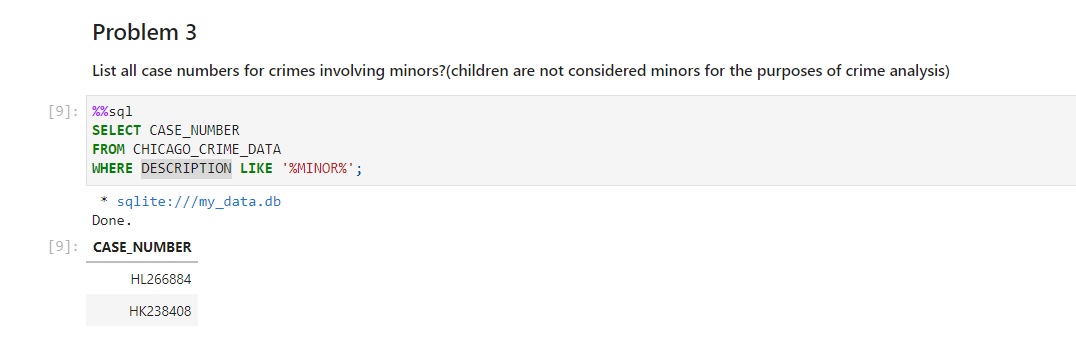 Problem 3
List all case numbers for crimes involving minors?(children are not considered minors for the purposes of crime analysis)
[9]: %%sql
SELECT CASE_NUMBER
FROM CHICAGO_CRIME_DATA
WHERE DESCRIPTION LIKE '%MINOR%';
* sqlite:///my_data.db
Done.
[9]: CASE_NUMBER
HL266884
HK238408